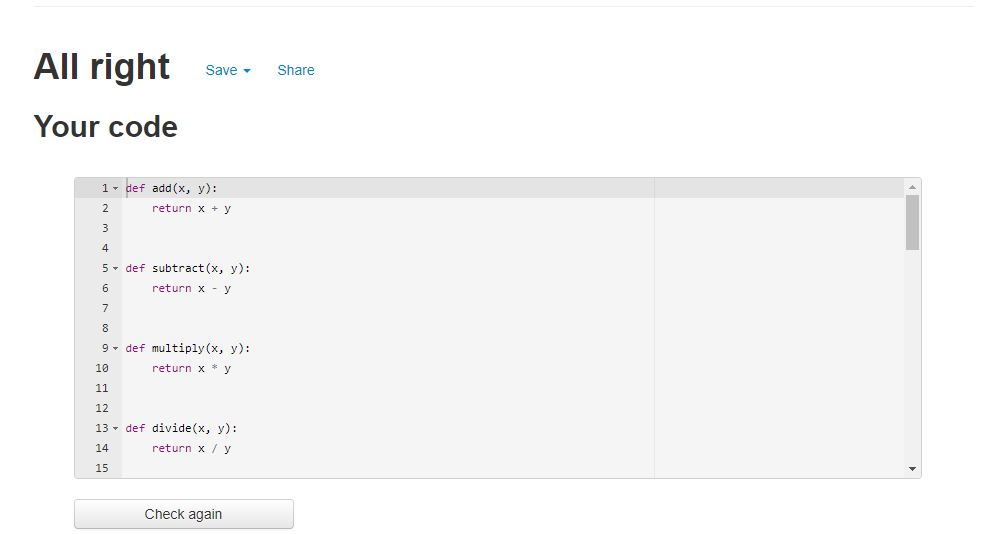 All right Save Share
Your code
1 def add(x, y):
2     return x + y
3
4
5 def subtract(x, y):
6     return x - y
7
8
9 def multiply(x, y):
10     return x * y
11
12
13 def divide(x, y):
14     return x / y
15
Check again